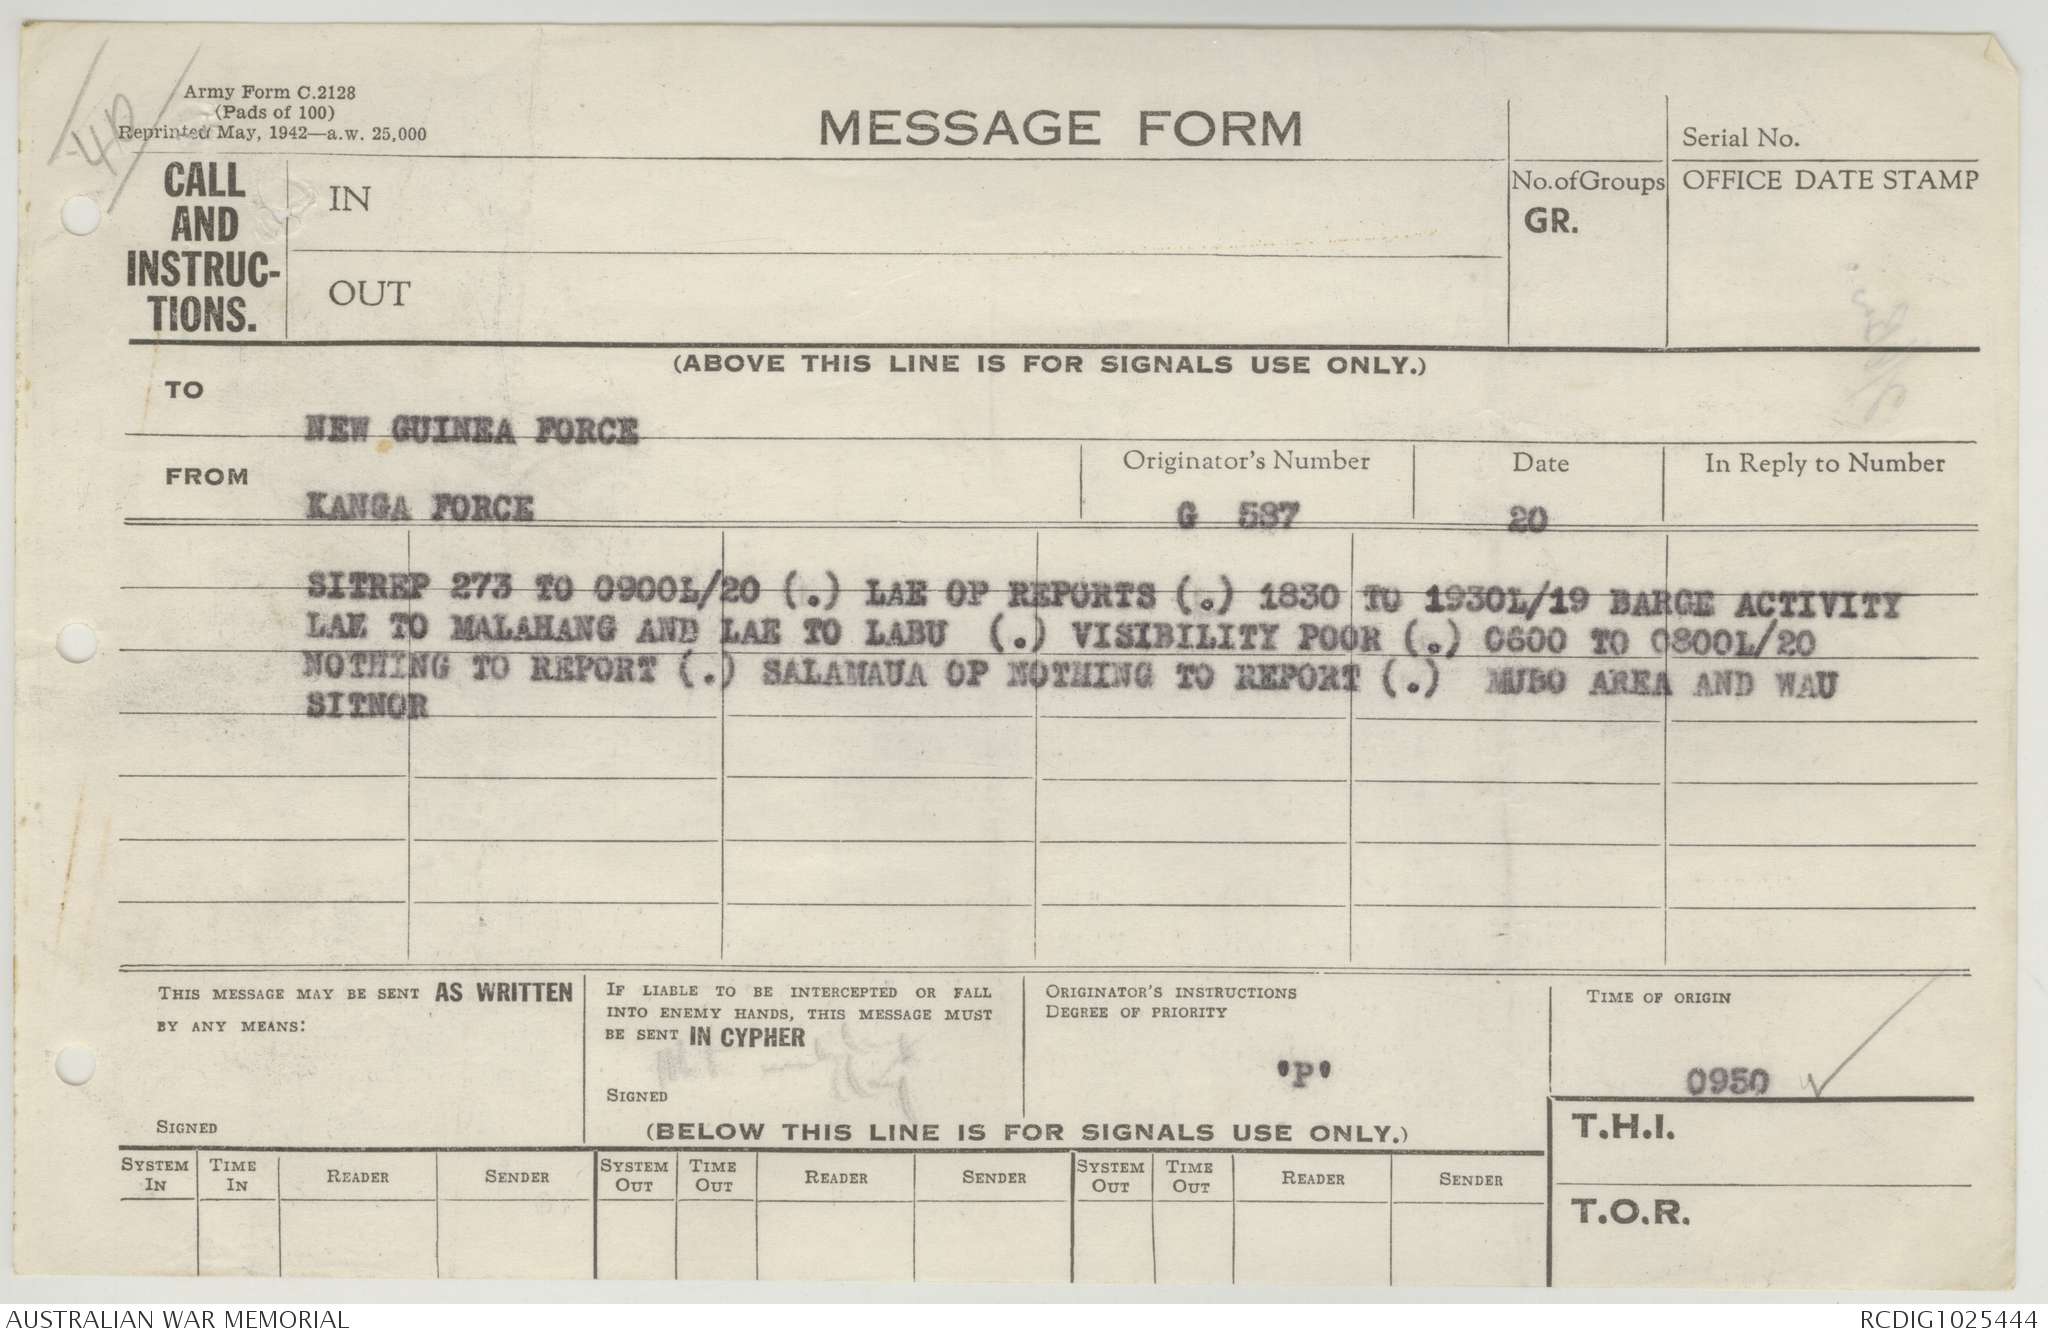 Army Form C.2128
(Pads of 100)
Reprinted May, 1942—a.w. 25,000
MESSAGE FORM
Serial No.
CALL
AND
INSTRUC-
TIONS.
IN
OUT
No.ofGroups
GR.
OFFICE DATE STAMP
(ABOVE THIS LINE IS FOR SIGNALS USE ONLY.)
TO
NEW GUINEA FORCE
FROM
KANGA FORCE
Originator's Number
G 587
Date
20
In Reply to Number
SITREP 273 TO 0900L/20 (.) LAE OP REPORTS (.) 1830 TO 1930L/19 BARGE ACTIVITY
LAE TO MALAHANG AND LAE TO LABU (.) VISIBILITY POOR (.) 0600 TO 0800L/20
NOTHING TO REPORT (.) SALAMAUA OP NOTHING TO REPORT (.) MUBO AREA AND WAU
SITNOR
THIS MESSAGE MAY BE SENT AS WRITTEN
BY ANY MEANS:
SIGNED
IF LIABLE TO BE INTERCEPTED OR FALL
INTO ENEMY HANDS, THIS MESSAGE MUST
BE SENT IN CYPHER
SIGNED
ORIGINATOR'S INSTRUCTIONS
DEGREE OF PRIORITY
'P'
TIME OF ORIGIN
0950
(BELOW THIS LINE IS FOR SIGNALS USE ONLY.)
T.H.I.
T.O.R.
SYSTEM IN
TIME IN
READER
SENDER
SYSTEM OUT
TIME OUT
READER
SENDER
SYSTEM OUT
TIME OUT
READER
SENDER
AUSTRALIAN WAR MEMORIAL
RCDIG1025444